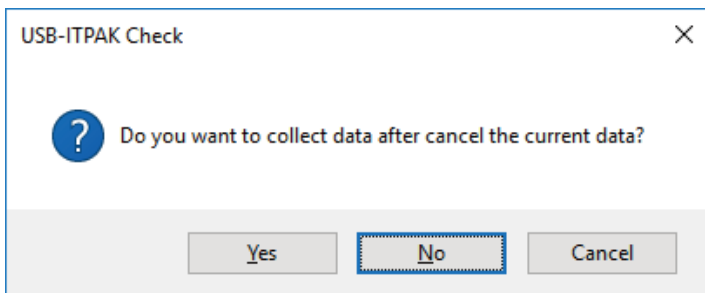 USB-ITPAK Check
Do you want to collect data after cancel the current data?
Yes No Cancel